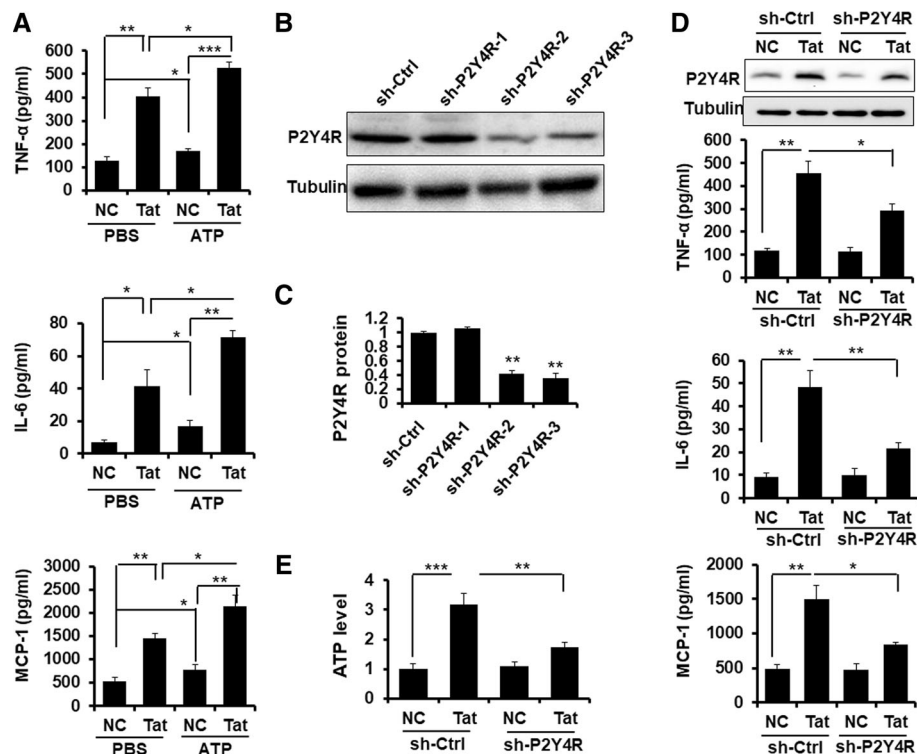 A
** *
***
*
TNF-α (pg/ml)
600
500
400
300
200
100
0
NC Tat NC Tat
PBS ATP
* *
**
*
IL-6 (pg/ml)
80
60
40
20
0
NC Tat NC Tat
PBS ATP
** *
**
*
MCP-1 (pg/ml)
3000
2500
2000
1500
1000
500
0
NC Tat NC Tat
PBS ATP
B
sh-Ctrl sh-P2Y4R-1 sh-P2Y4R-2 sh-P2Y4R-3
P2Y4R
Tubulin
C
P2Y4R protein
1.2
1
0.8
0.6
0.4
0.2
0
** **
sh-Ctrl sh-P2Y4R-1 sh-P2Y4R-2 sh-P2Y4R-3
E
*** **
ATP level
4
3
2
1
0
NC Tat NC Tat
sh-Ctrl sh-P2Y4R
D
sh-Ctrl sh-P2Y4R
NC Tat NC Tat
P2Y4R
Tubulin
** *
TNF-α (pg/ml)
600
500
400
300
200
100
0
NC Tat NC Tat
sh-Ctrl sh-P2Y4R
** **
IL-6 (pg/ml)
60
50
40
30
20
10
0
NC Tat NC Tat
sh-Ctrl sh-P2Y4R
** *
MCP-1 (pg/ml)
2000
1500
1000
500
0
NC Tat NC Tat
sh-Ctrl sh-P2Y4R